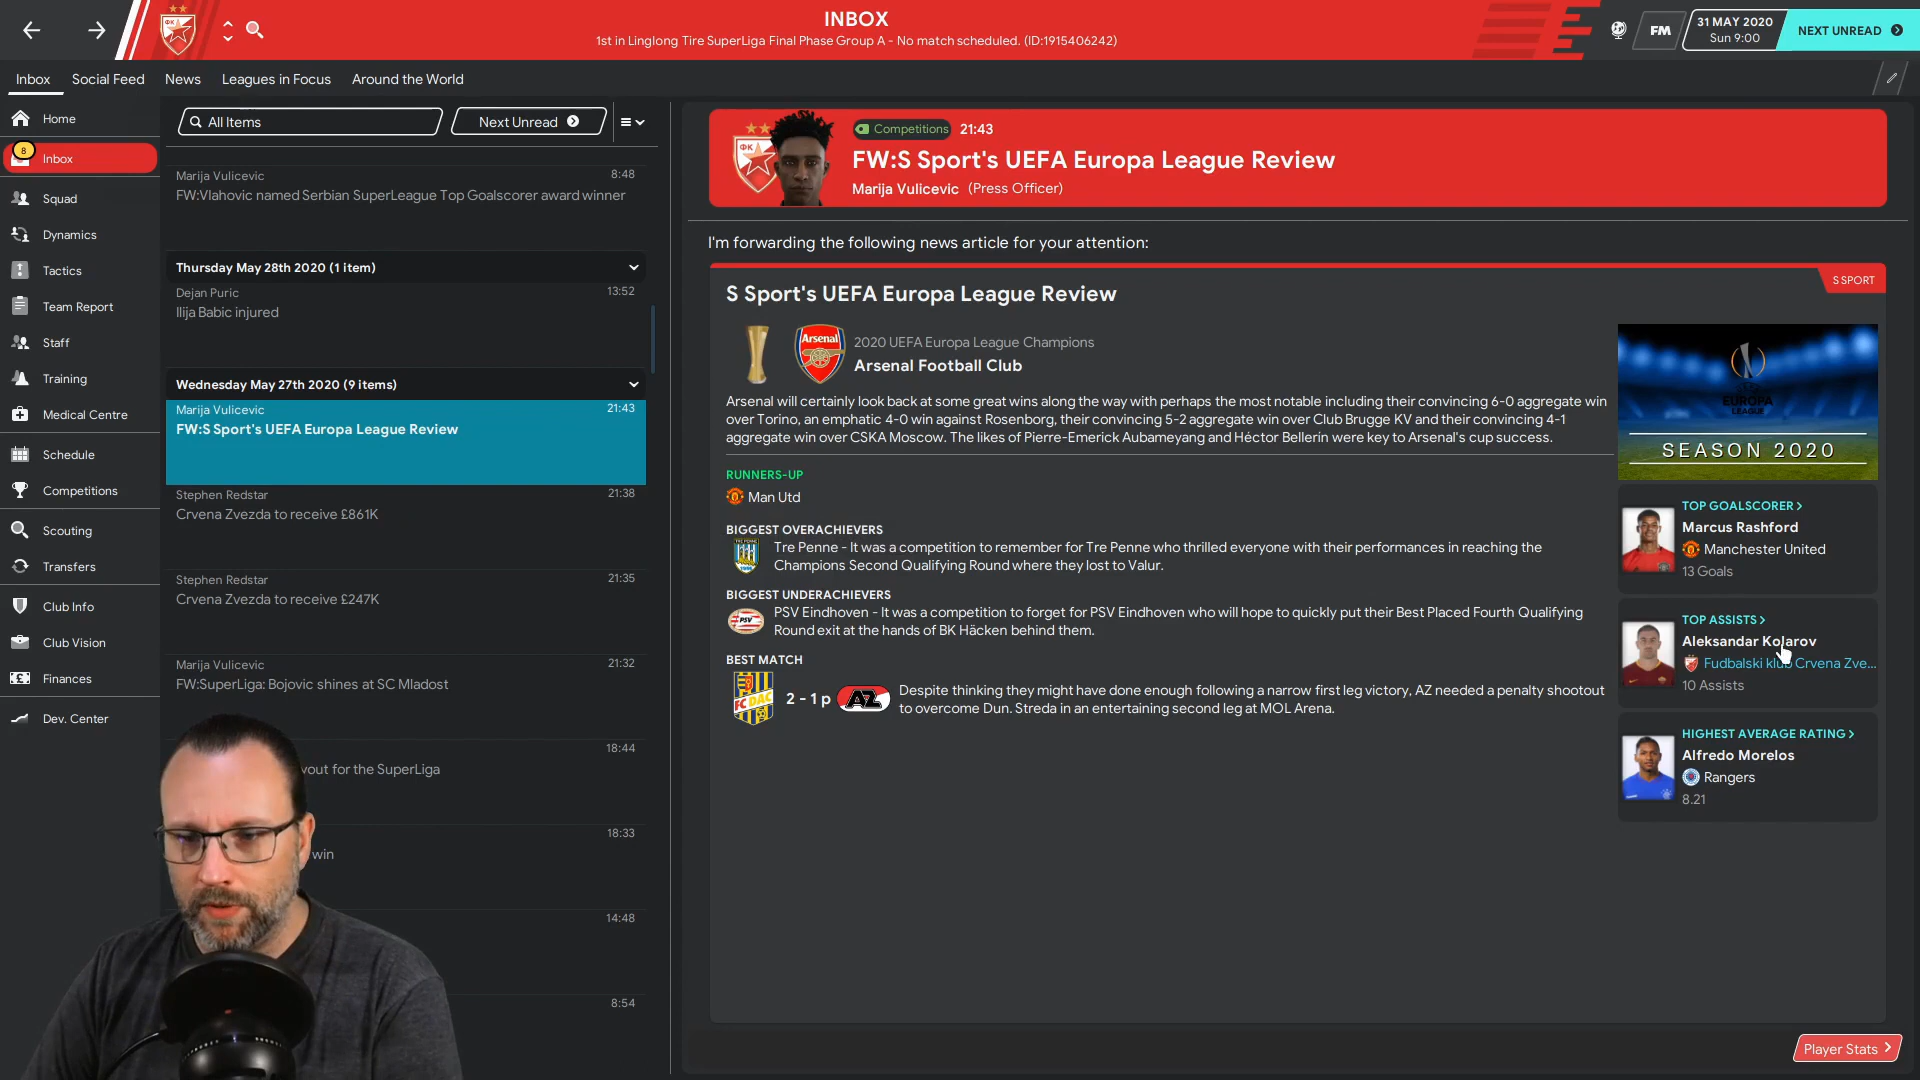 INBOX
1st in Linglong Tire SuperLiga Final Phase Group A - No match scheduled. (ID:1915406242)
FM
31 MAY 2020
Sun 9:00
NEXT UNREAD
Inbox
Social Feed
News
Leagues in Focus
Around the World
Home
8
Inbox
Squad
Dynamics
Tactics
Team Report
Staff
Training
Medical Centre
Schedule
Competitions
Scouting
Transfers
Club Info
Club Vision
Finances
Dev. Center
All Items
Next Unread
Marija Vulicevic
8:48
FW:Vlahovic named Serbian SuperLeague Top Goalscorer award winner
Thursday May 28th 2020 (1 item)
Dejan Puric
13:52
Ilija Babic injured
Wednesday May 27th 2020 (9 items)
Marija Vulicevic
21:43
FW:S Sport's UEFA Europa League Review
Stephen Redstar
21:38
Crvena Zvezda to receive £861K
Stephen Redstar
21:35
Crvena Zvezda to receive £247K
Marija Vulicevic
21:32
FW:SuperLiga: Bojovic shines at SC Mladost
18:44
vout for the SuperLiga
18:33
win
14:48
8:54
ФК
Competitions
21:43
FW:S Sport's UEFA Europa League Review
Marija Vulicevic (Press Officer)
I'm forwarding the following news article for your attention:
S SPORT
S Sport's UEFA Europa League Review
Arsenal
2020 UEFA Europa League Champions
Arsenal Football Club
Arsenal will certainly look back at some great wins along the way with perhaps the most notable including their convincing 6-0 aggregate win
over Torino, an emphatic 4-0 win against Rosenborg, their convincing 5-2 aggregate win over Club Brugge KV and their convincing 4-1
aggregate win over CSKA Moscow. The likes of Pierre-Emerick Aubameyang and Héctor Bellerín were key to Arsenal's cup success.
RUNNERS-UP
Man Utd
BIGGEST OVERACHIEVERS
Tre Penne - It was a competition to remember for Tre Penne who thrilled everyone with their performances in reaching the
Champions Second Qualifying Round where they lost to Valur.
BIGGEST UNDERACHIEVERS
PSV
PSV Eindhoven - It was a competition to forget for PSV Eindhoven who will hope to quickly put their Best Placed Fourth Qualifying
Round exit at the hands of BK Häcken behind them.
BEST MATCH
FC DAC
2 - 1 p
AZ
Despite thinking they might have done enough following a narrow first leg victory, AZ needed a penalty shootout
to overcome Dun. Streda in an entertaining second leg at MOL Arena.
EUROPA
LEAGUE
SEASON 2020
TOP GOALSCORER
Marcus Rashford
Manchester United
13 Goals
TOP ASSISTS
Aleksandar Kolarov
Fudbalski klub Crvena Zve...
10 Assists
HIGHEST AVERAGE RATING
Alfredo Morelos
Rangers
8.21
Player Stats